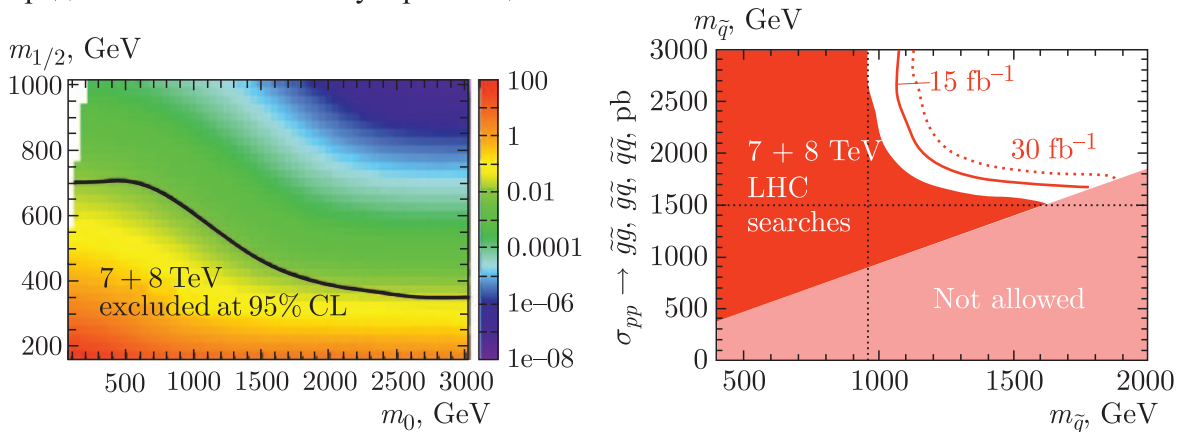 m₁/₂, GeV
1000
800
600
400
200
7 + 8 TeV
excluded at 95% CL
500 1000 1500 2000 2500 3000
m₀, GeV
100
1
0.01
0.0001
1e–06
1e–08
m_q̃, GeV
3000
2500
2000
1500
1000
500
0
σ_pp → g̃g̃, g̃q̃, q̃q̃, pb
15 fb⁻¹
30 fb⁻¹
7 + 8 TeV
LHC
searches
Not allowed
500 1000 1500 2000
m_q̃, GeV